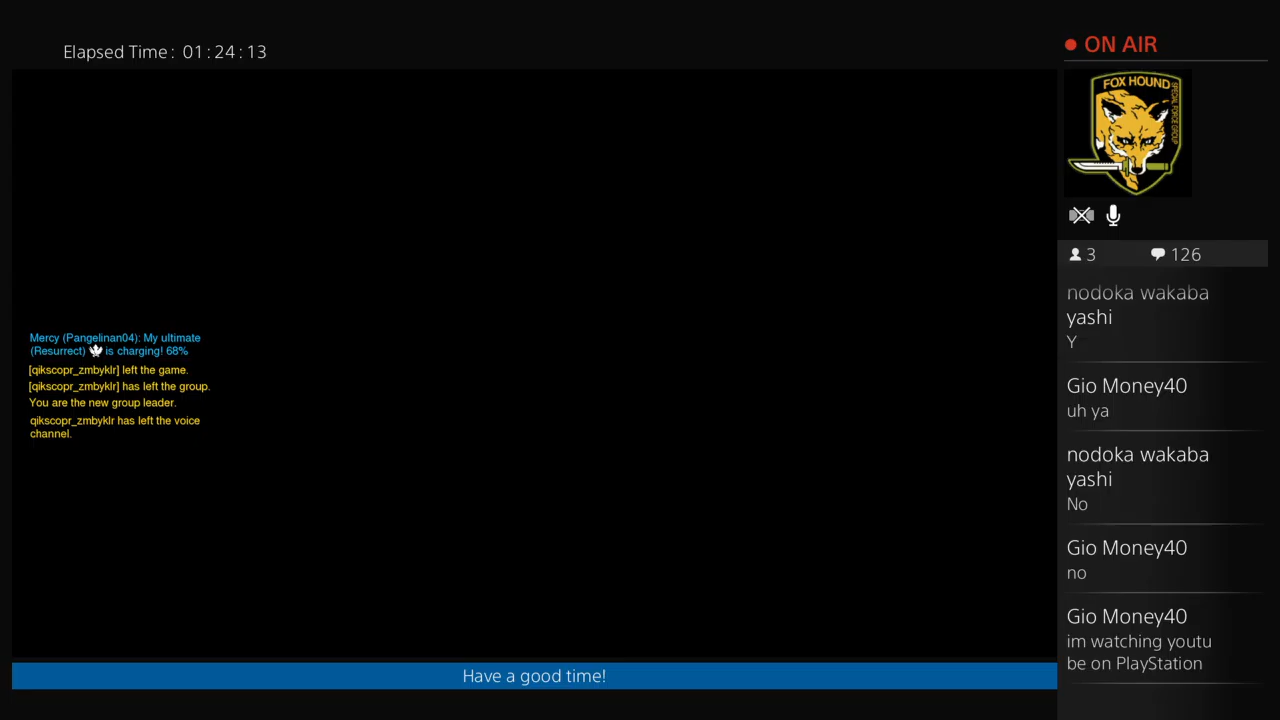 Elapsed Time: 01:24:13
ON AIR
FOX HOUND
SPECIAL FORCE GROUP
3 126
nodoka wakaba
yashi
Y
Gio Money40
uh ya
nodoka wakaba
yashi
No
Gio Money40
no
Gio Money40
im watching youtu
be on PlayStation
Mercy (Pangelinan04): My ultimate
(Resurrect) is charging! 68%
[qikscopr_zmbyklr] left the game.
[qikscopr_zmbyklr] has left the group.
You are the new group leader.
qikscopr_zmbyklr has left the voice
channel.
Have a good time!